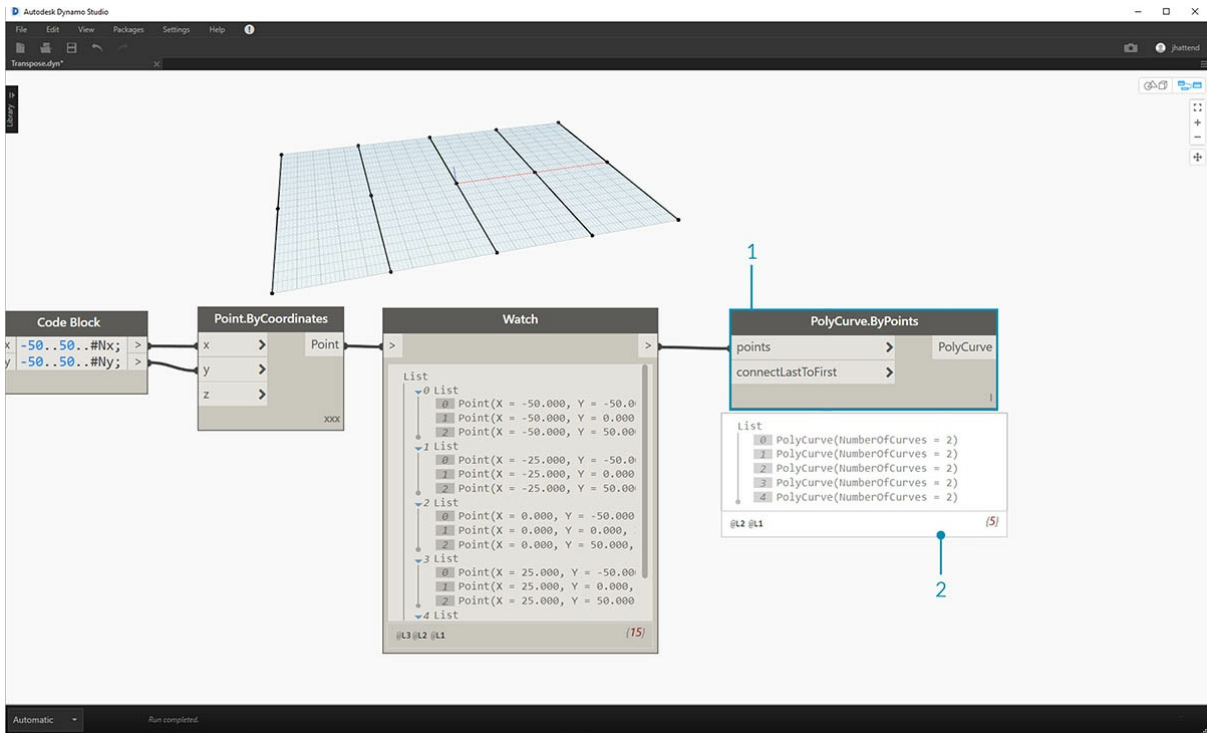 Autodesk Dynamo Studio
File Edit View Packages Settings Help
jhattend
Transpose.dyn*
Library
1
Code Block
x -50..50..#Nx; >
y -50..50..#Ny; >
Point.ByCoordinates
x > Point
y >
z >
xxx
Watch
> >
List
0 List
0 Point(X = -50.000, Y = -50.0
1 Point(X = -50.000, Y = 0.000
2 Point(X = -50.000, Y = 50.00
1 List
0 Point(X = -25.000, Y = -50.0
1 Point(X = -25.000, Y = 0.000
2 Point(X = -25.000, Y = 50.00
2 List
0 Point(X = 0.000, Y = -50.000
1 Point(X = 0.000, Y = 0.000,
2 Point(X = 0.000, Y = 50.000,
3 List
0 Point(X = 25.000, Y = -50.00
1 Point(X = 25.000, Y = 0.000,
2 Point(X = 25.000, Y = 50.000
4 List
@L3 @L2 @L1 {15}
PolyCurve.ByPoints
points > PolyCurve
connectLastToFirst >
l
List
0 PolyCurve(NumberOfCurves = 2)
1 PolyCurve(NumberOfCurves = 2)
2 PolyCurve(NumberOfCurves = 2)
3 PolyCurve(NumberOfCurves = 2)
4 PolyCurve(NumberOfCurves = 2)
@L2 @L1 {5}
2
Automatic Run completed.